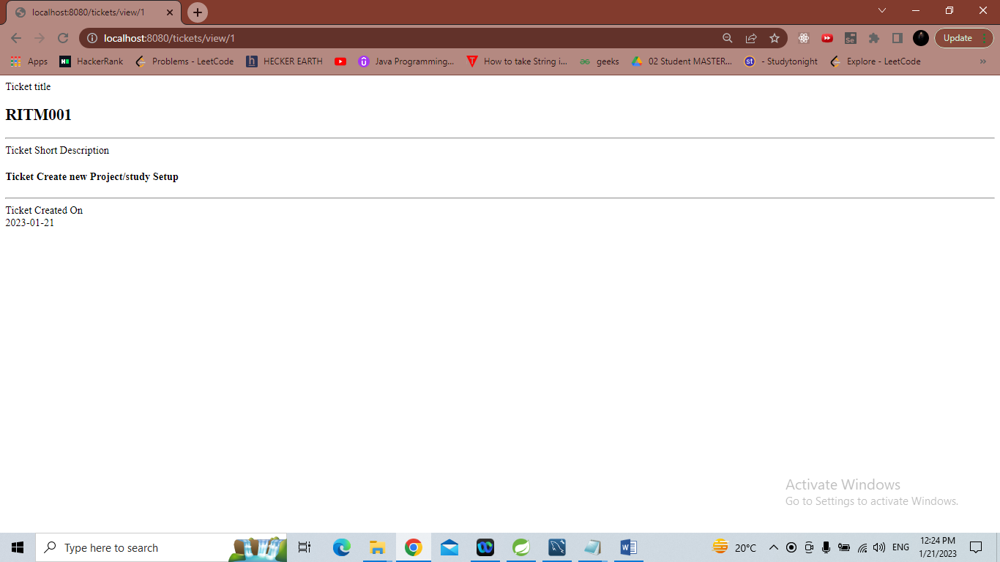 localhost:8080/tickets/view/1
localhost:8080/tickets/view/1
Update
Apps
HackerRank
Problems - LeetCode
HECKER EARTH
Java Programming...
How to take String i...
geeks
02 Student MASTER...
- Studytonight
Explore - LeetCode
Ticket title
RITM001
Ticket Short Description
Ticket Create new Project/study Setup
Ticket Created On
2023-01-21
Activate Windows
Go to Settings to activate Windows.
Type here to search
20°C
ENG
12:24 PM
1/21/2023